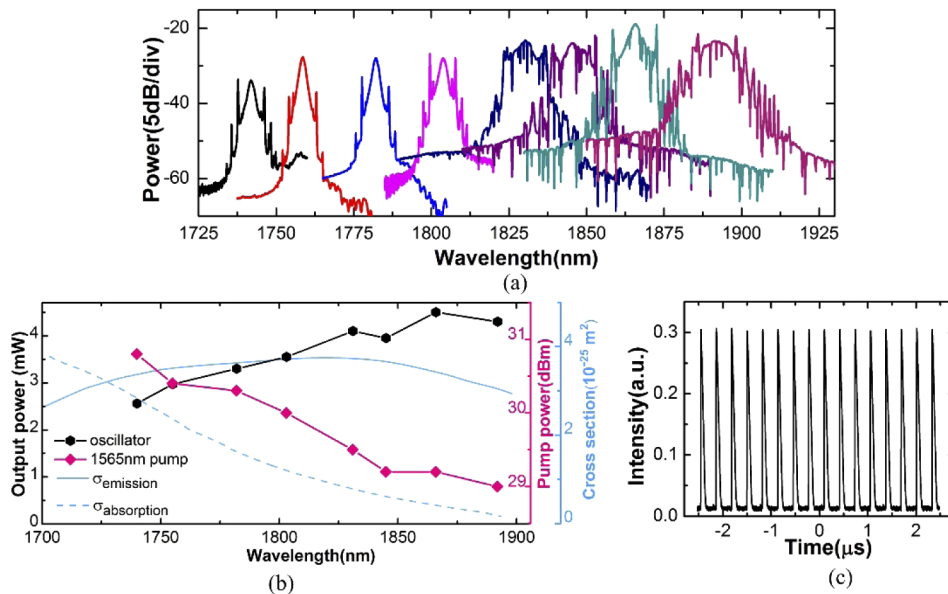 Power(5dB/div)
-20
-40
-60
1725 1750 1775 1800 1825 1850 1875 1900 1925
Wavelength(nm)
(a)
Output power (mW)
4
3
2
1
0
oscillator
1565nm pump
σemission
σabsorption
1700 1750 1800 1850 1900
Wavelength(nm)
31
30
29
Pump power(dBm)
4
2
0
Cross section(10-25 m2)
(b)
Intensity(a.u.)
0.3
0.2
0.1
0.0
-2 -1 0 1 2
Time(μs)
(c)